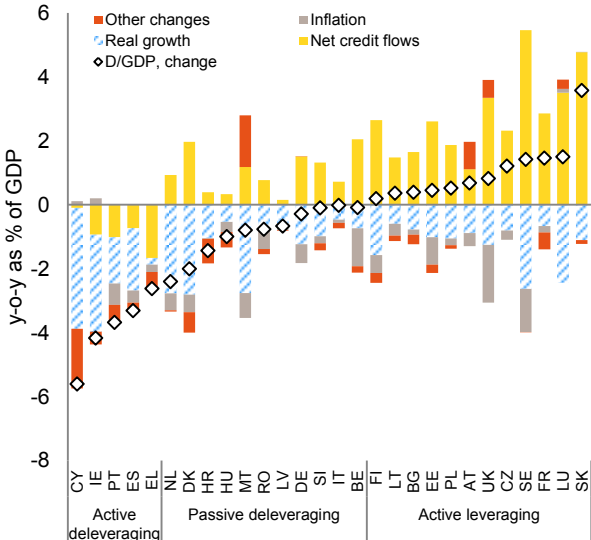 Other changes
Inflation
Real growth
Net credit flows
D/GDP, change
y-o-y as % of GDP
6
4
2
0
-2
-4
-6
-8
CY IE PT ES EL NL DK HR HU MT RO LV DE SI IT BE FI LT BG EE PL AT UK CZ SE FR LU SK
Active deleveraging
Passive deleveraging
Active leveraging